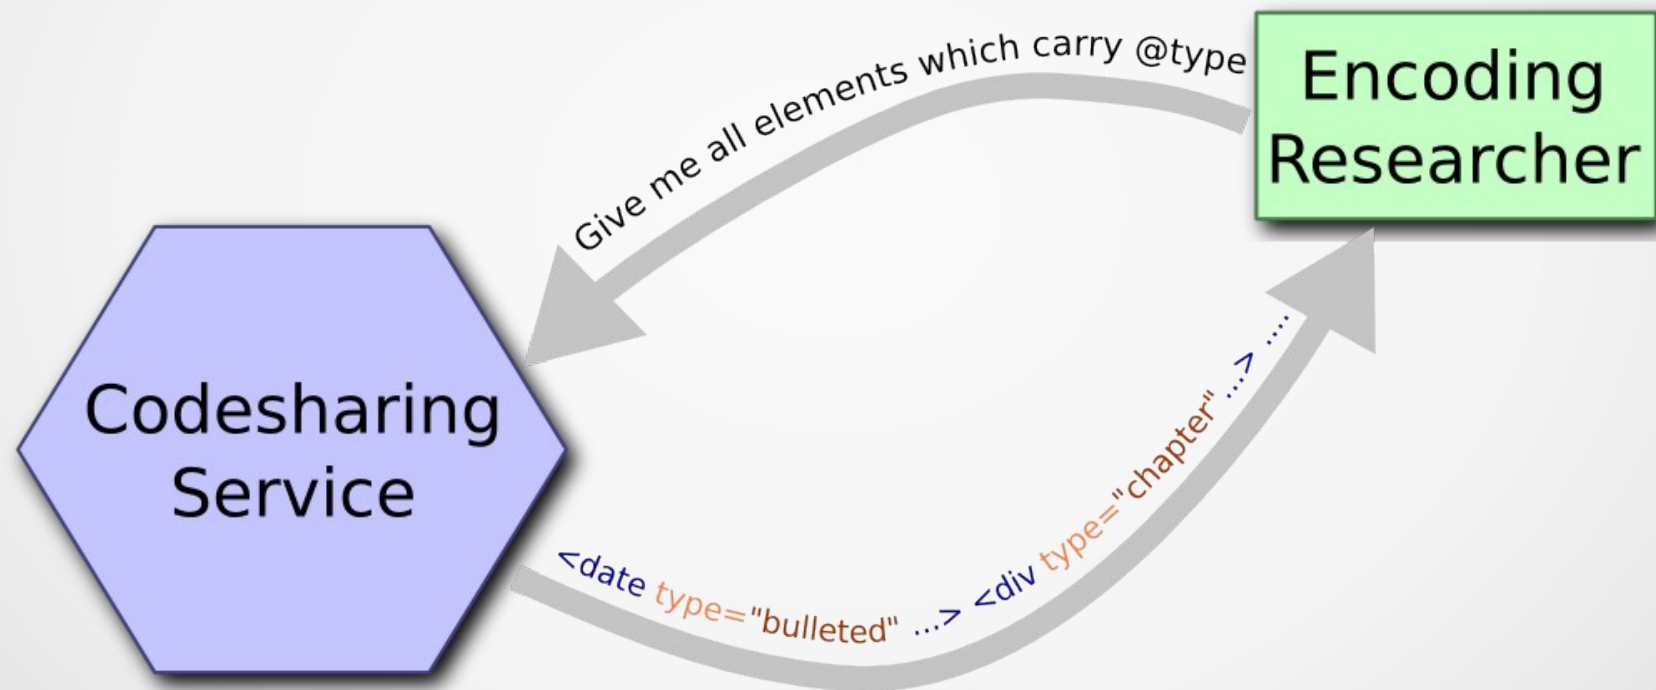 Give me all elements which carry @type
Encoding
Researcher
Codesharing
Service
<date type="bulleted" ...> <div type="chapter" ...> ....